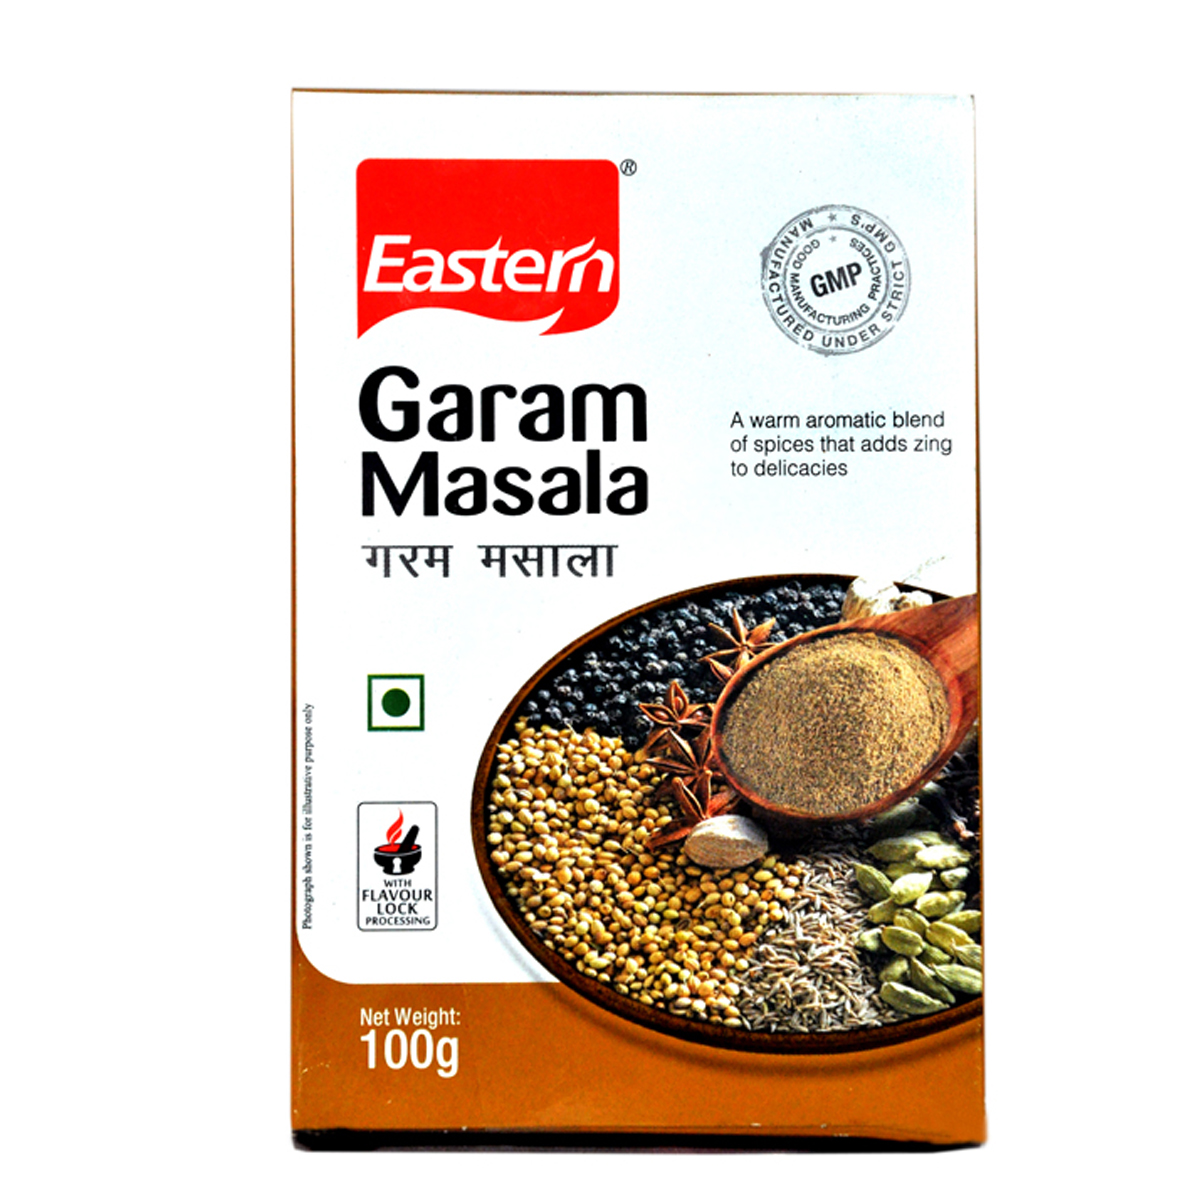 Eastern®
MANUFACTURED UNDER STRICT GMP'S
GOOD MANUFACTURING PRACTICES
GMP
Garam
Masala
गरम मसाला
A warm aromatic blend
of spices that adds zing
to delicacies
Photograph shown is for illustrative purpose only
WITH
FLAVOUR
LOCK
PROCESSING
Net Weight:
100g